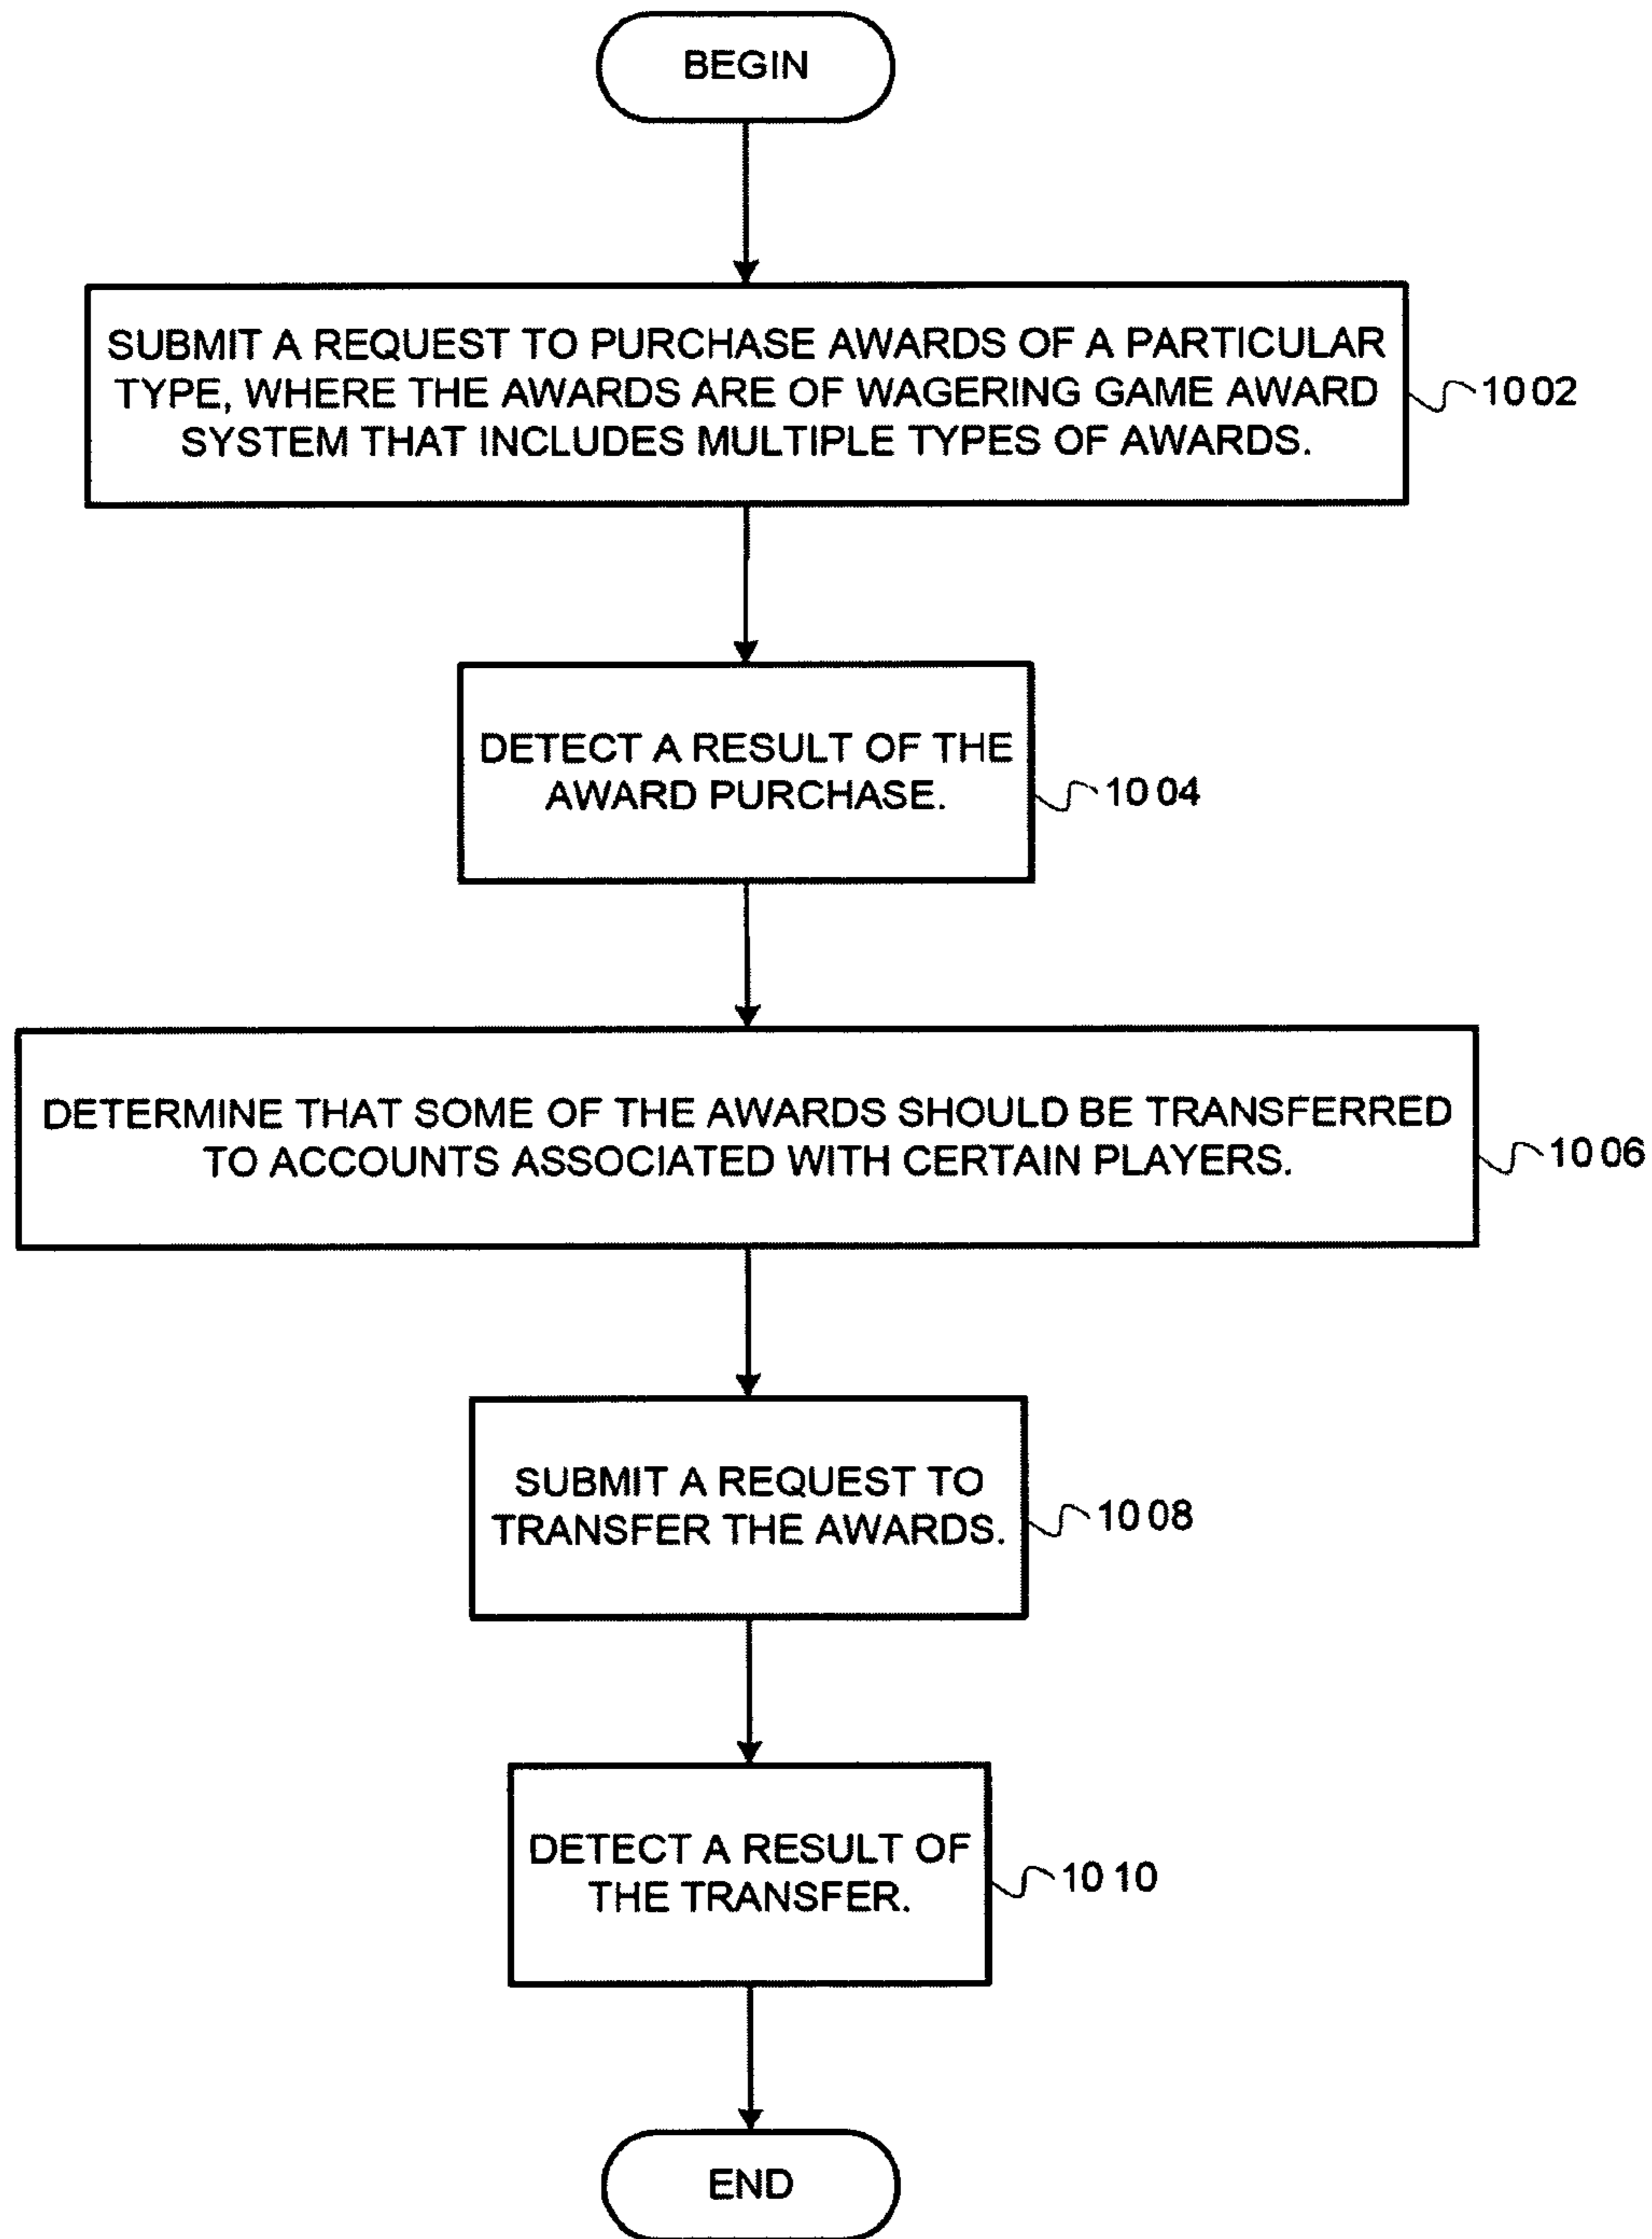 BEGIN
SUBMIT A REQUEST TO PURCHASE AWARDS OF A PARTICULAR
TYPE, WHERE THE AWARDS ARE OF WAGERING GAME AWARD
SYSTEM THAT INCLUDES MULTIPLE TYPES OF AWARDS.
1002
DETECT A RESULT OF THE
AWARD PURCHASE.
1004
DETERMINE THAT SOME OF THE AWARDS SHOULD BE TRANSFERRED
TO ACCOUNTS ASSOCIATED WITH CERTAIN PLAYERS.
1006
SUBMIT A REQUEST TO
TRANSFER THE AWARDS.
1008
DETECT A RESULT OF
THE TRANSFER.
1010
END